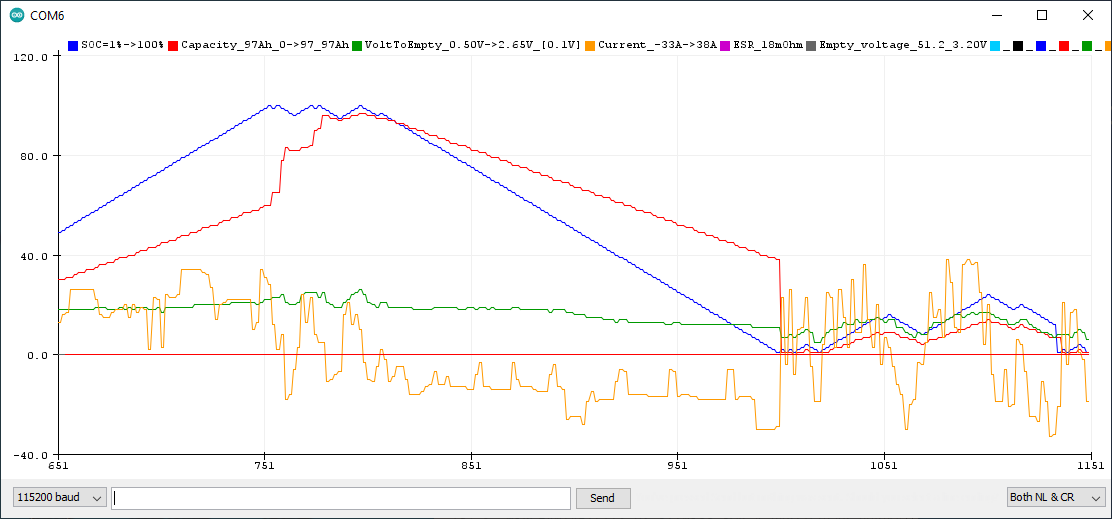 COM6
SOC=1%->100% Capacity_97Ah_0->97_97Ah VoltToEmpty_0.50V->2.65V_[0.1V] Current_-33A->38A ESR_18mOhm Empty_voltage_51.2_3.20V _ _ _ _ _
120.0
80.0
40.0
0.0
-40.0
651 751 851 951 1051 1151
115200 baud Send Both NL & CR